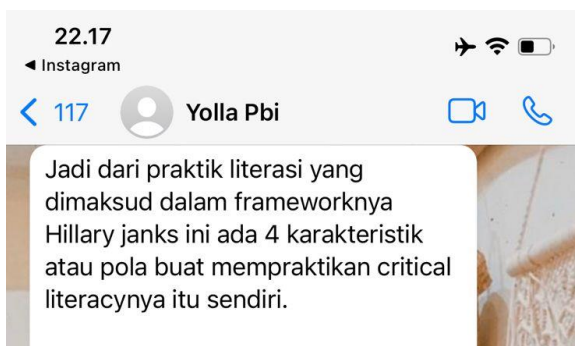 22.17
◀ Instagram
117 Yolla Pbi
Jadi dari praktik literasi yang
dimaksud dalam frameworknya
Hillary janks ini ada 4 karakteristik
atau pola buat mempraktikan critical
literacynya itu sendiri.